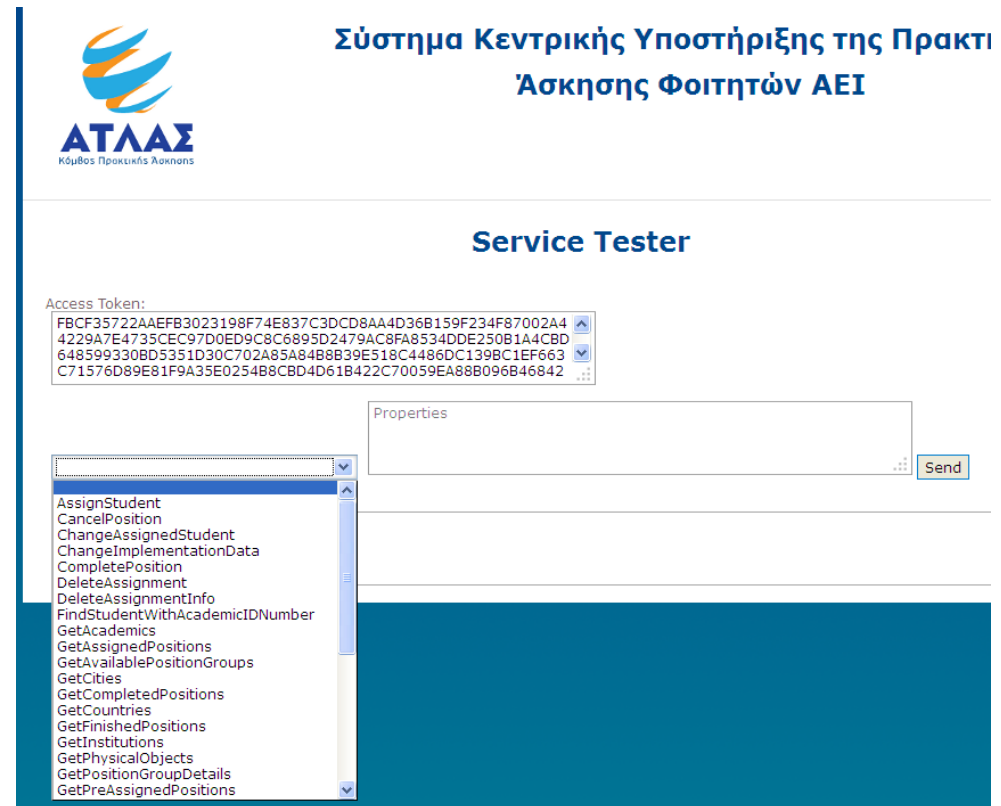 Σύστημα Κεντρικής Υποστήριξης της Πρακτι
Άσκησης Φοιτητών ΑΕΙ
ΑΤΛΑΣ
Κόμβος Πρακτικής Άσκησης
Service Tester
Access Token:
FBCF35722AAEFB3023198F74E837C3DCD8AA4D36B159F234F87002A4
4229A7E4735CEC97D0ED9C8C6895D2479AC8FA8534DDE250B1A4CBD
648599330BD5351D30C702A85A84B8B39E518C4486DC139BC1EF663
C71576D89E81F9A35E0254B8CBD4D61B422C70059EA88B096B46842
Properties
Send
AssignStudent
CancelPosition
ChangeAssignedStudent
ChangeImplementationData
CompletePosition
DeleteAssignment
DeleteAssignmentInfo
FindStudentWithAcademicIDNumber
GetAcademics
GetAssignedPositions
GetAvailablePositionGroups
GetCities
GetCompletedPositions
GetCountries
GetFinishedPositions
GetInstitutions
GetPhysicalObjects
GetPositionGroupDetails
GetPreAssignedPositions